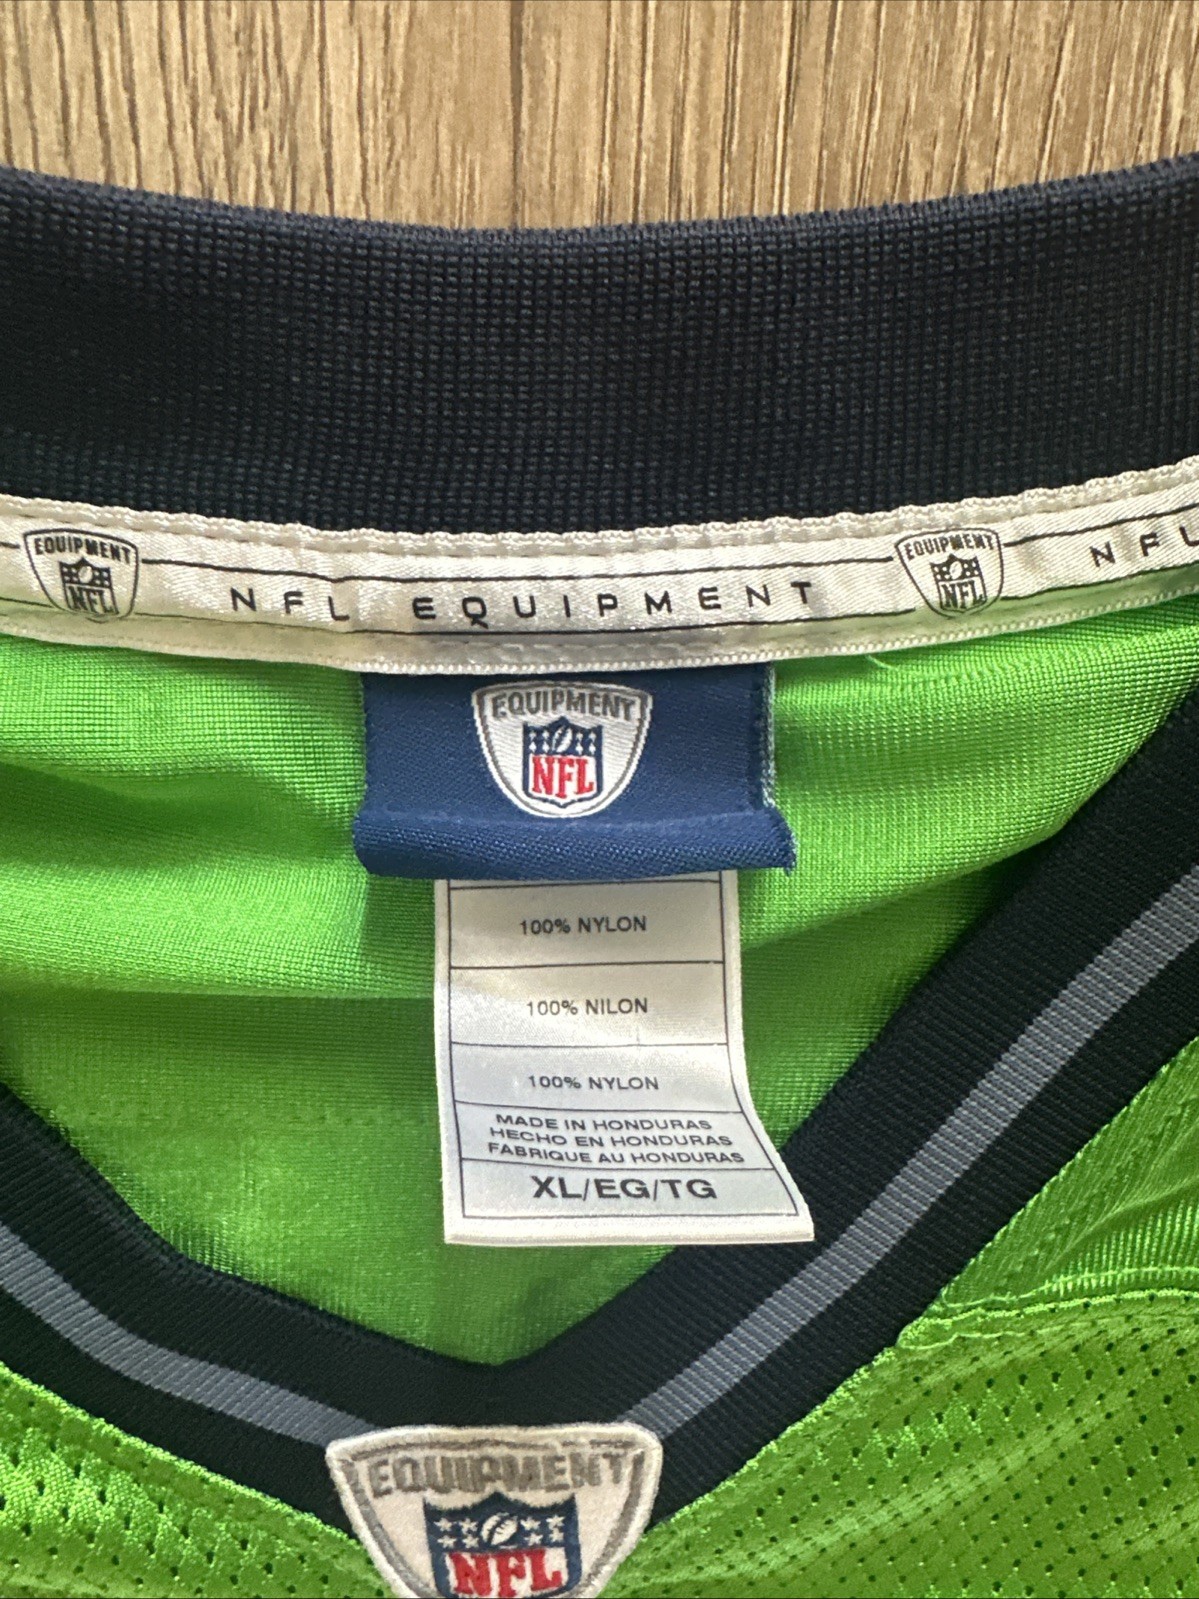 EQUIPMENT
NFL
NFL EQUIPMENT
EQUIPMENT
NFL
NFL
EQUIPMENT
NFL
100% NYLON
100% NILON
100% NYLON
MADE IN HONDURAS
HECHO EN HONDURAS
FABRIQUE AU HONDURAS
XL/EG/TG
EQUIPMENT
NFL